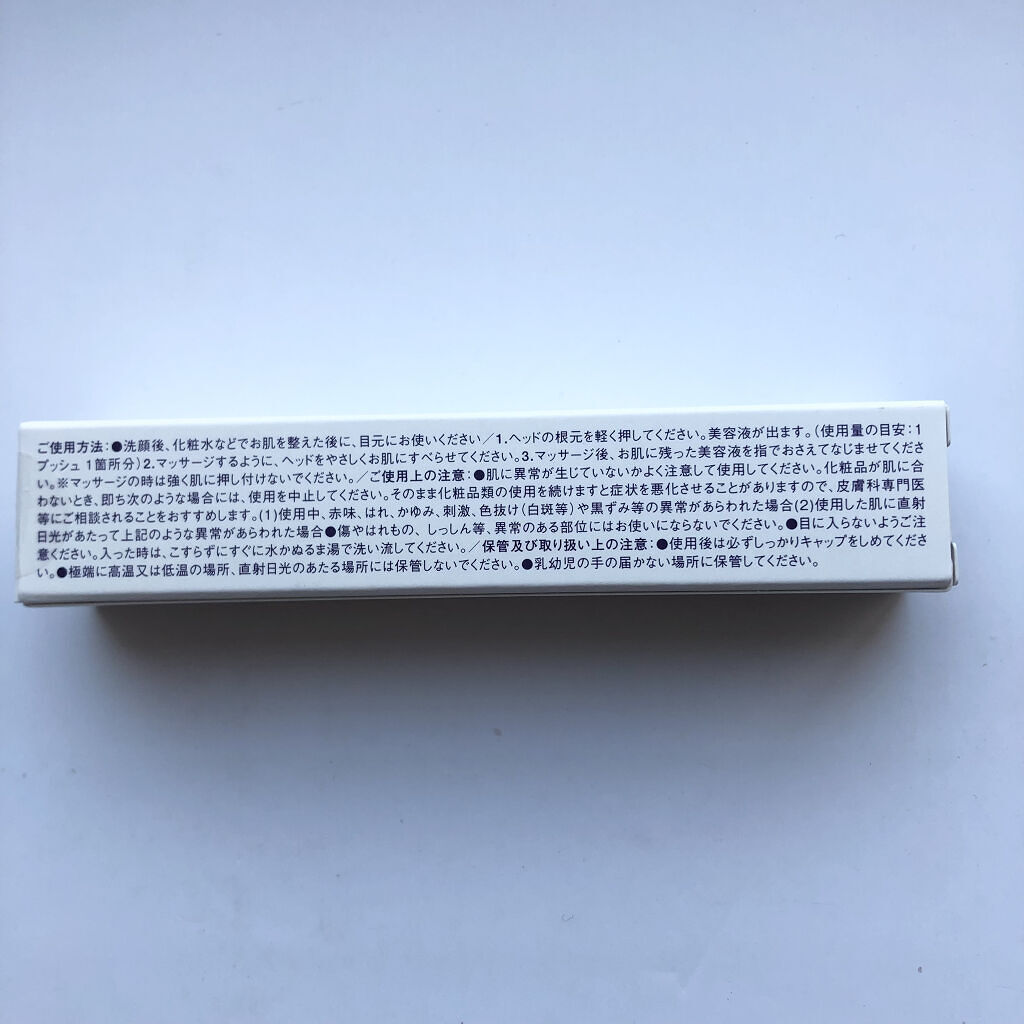 ご使用方法:●洗顔後、化粧水などでお肌を整えた後に、目元にお使いください/1.ヘッドの根元を軽く押してください。美容液が出ます。(使用量の目安:1
プッシュ 1箇所分)2.マッサージするように、ヘッドをやさしくお肌にすべらせてください。3.マッサージ後、お肌に残った美容液を指でおさえてなじませてくださ
い。※マッサージの時は強く肌に押し付けないでください。/ご使用上の注意:●肌に異常が生じていないかよく注意して使用してください。化粧品が肌に合
わないとき、即ち次のような場合には、使用を中止してください。そのまま化粧品類の使用を続けますと症状を悪化させることがありますので、皮膚科専門医
等にご相談されることをおすすめします。(1)使用中、赤味、はれ、かゆみ、刺激、色抜け(白斑等)や黒ずみ等の異常があらわれた場合(2)使用した肌に直射
日光があたって上記のような異常があらわれた場合●傷やはれもの、しっしん等、異常のある部位にはお使いにならないでください。●目に入らないようご注
意ください。入った時は、こすらずにすぐに水かぬるま湯で洗い流してください。/保管及び取り扱い上の注意:●使用後は必ずしっかりキャップをしめてくださ
い。●極端に高温又は低温の場所、直射日光のあたる場所には保管しないでください。●乳幼児の手の届かない場所に保管してください。